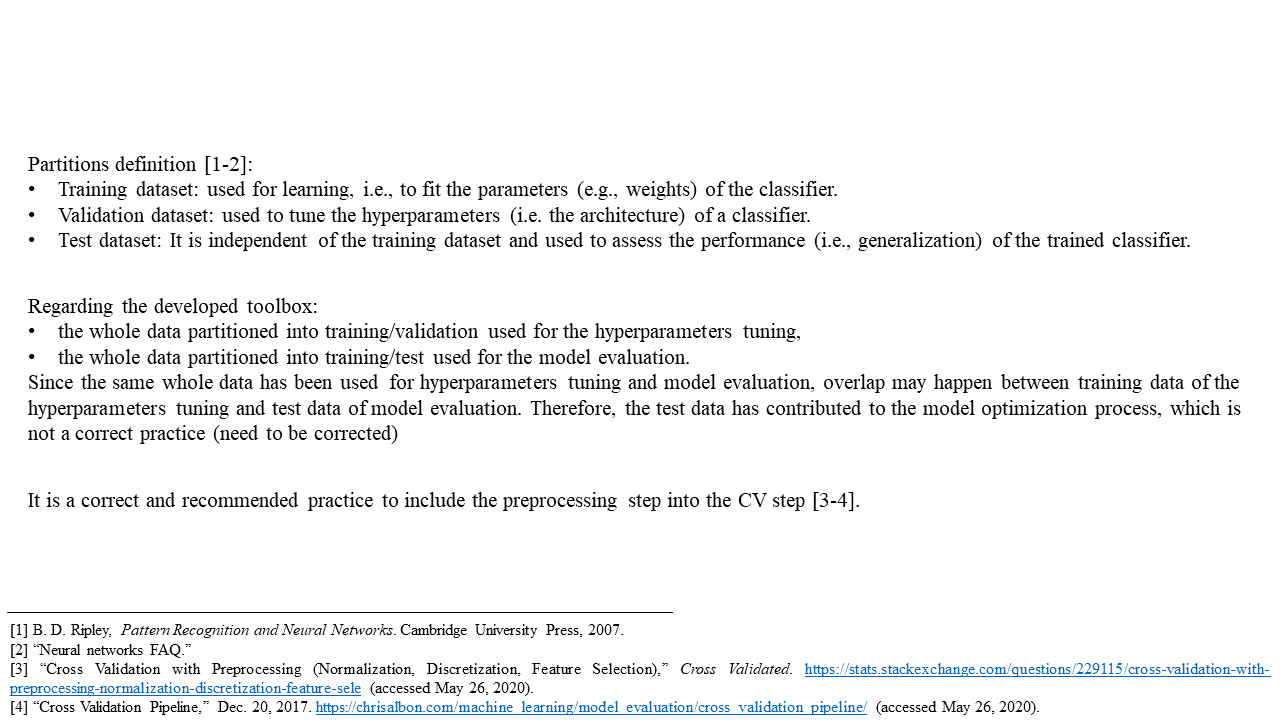 Partitions definition [1-2]:
• Training dataset: used for learning, i.e., to fit the parameters (e.g., weights) of the classifier.
• Validation dataset: used to tune the hyperparameters (i.e. the architecture) of a classifier.
• Test dataset: It is independent of the training dataset and used to assess the performance (i.e., generalization) of the trained classifier.
Regarding the developed toolbox:
• the whole data partitioned into training/validation used for the hyperparameters tuning,
• the whole data partitioned into training/test used for the model evaluation.
Since the same whole data has been used for hyperparameters tuning and model evaluation, overlap may happen between training data of the
hyperparameters tuning and test data of model evaluation. Therefore, the test data has contributed to the model optimization process, which is
not a correct practice (need to be corrected)
It is a correct and recommended practice to include the preprocessing step into the CV step [3-4].
[1] B. D. Ripley, Pattern Recognition and Neural Networks. Cambridge University Press, 2007.
[2] “Neural networks FAQ.”
[3] “Cross Validation with Preprocessing (Normalization, Discretization, Feature Selection),” Cross Validated. https://stats.stackexchange.com/questions/229115/cross-validation-with-
preprocessing-normalization-discretization-feature-sele (accessed May 26, 2020).
[4] “Cross Validation Pipeline,” Dec. 20, 2017. https://chrisalbon.com/machine_learning/model_evaluation/cross_validation_pipeline/ (accessed May 26, 2020).